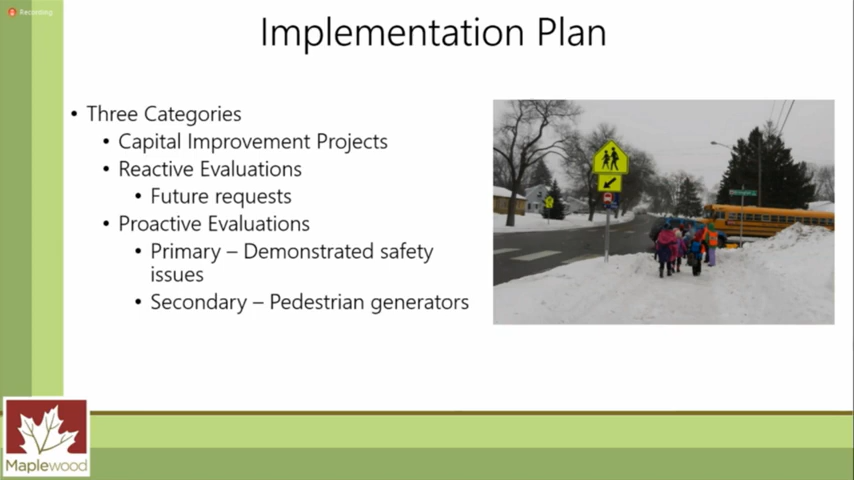 Recording
Implementation Plan
• Three Categories
• Capital Improvement Projects
• Reactive Evaluations
• Future requests
• Proactive Evaluations
• Primary – Demonstrated safety
issues
• Secondary – Pedestrian generators
Maplewood